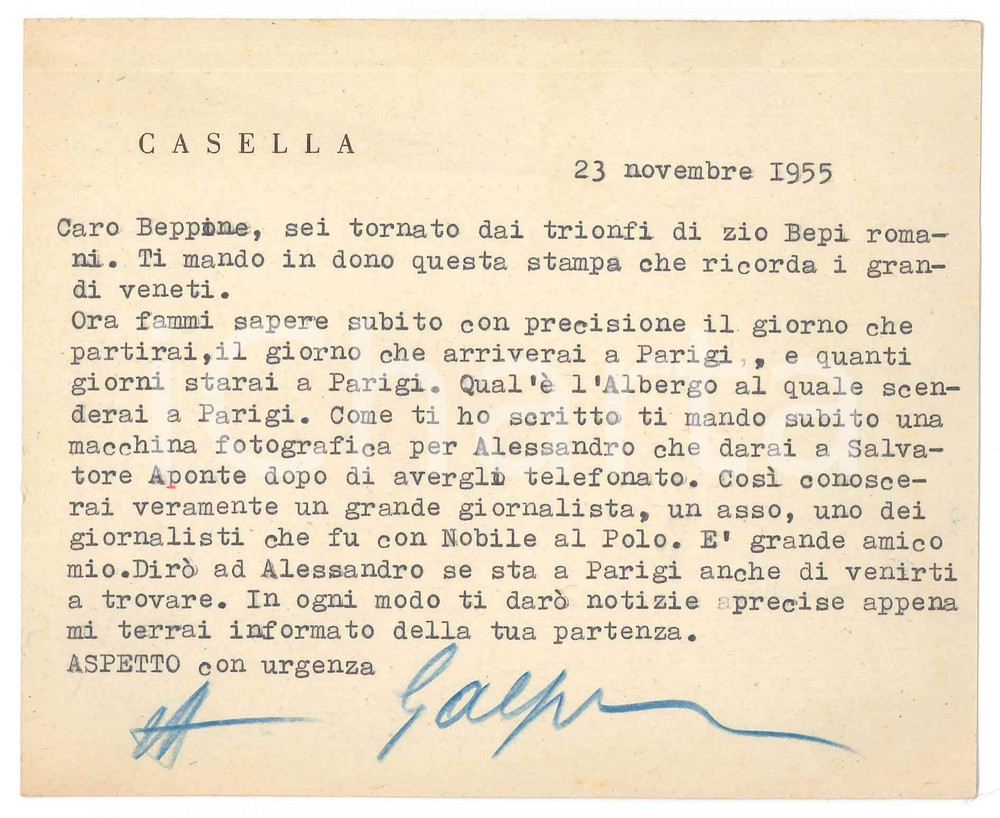 CASELLA
23 novembre I955
Caro Beppine, sei tornato dai trionfi di zio Bepi roma-
ni. Ti mando in dono questa stampa che ricorda i gran-
di veneti.
Ora fammi sapere subito con precisione il giorno che
partirai,il giorno che arriverai a Parigi,, e quanti
giorni starai a Parigi. Qual'è l'Albergo al quale scen-
derai a Parigi. Come ti ho scritto ti mando subito una
macchina fotografica per Alessandro che darai a Salva-
tore Aponte dopo di avergli telefonato. Così conosce-
rai veramente un grande giornalista, un asso, uno dei
giornalisti che fu con Nobile al Polo. E' grande amico
mio.Dirò ad Alessandro se sta a Parigi anche di venirti
a trovare. In ogni modo ti darò notizie precise appena
mi terrai informato della tua partenza.
ASPETTO con urgenza